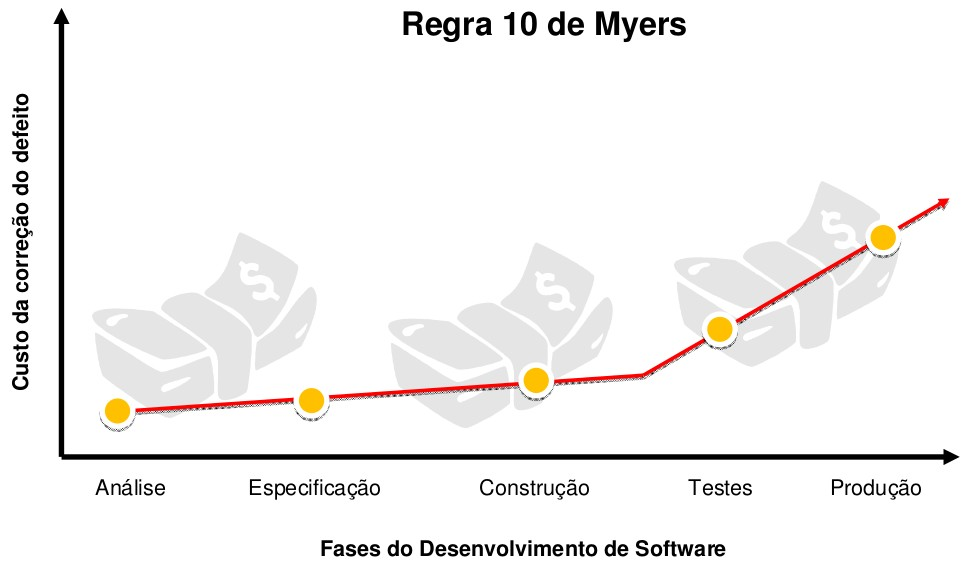 Regra 10 de Myers
Custo da correção do defeito
$
$
$
Análise
Especificação
Construção
Testes
Produção
Fases do Desenvolvimento de Software